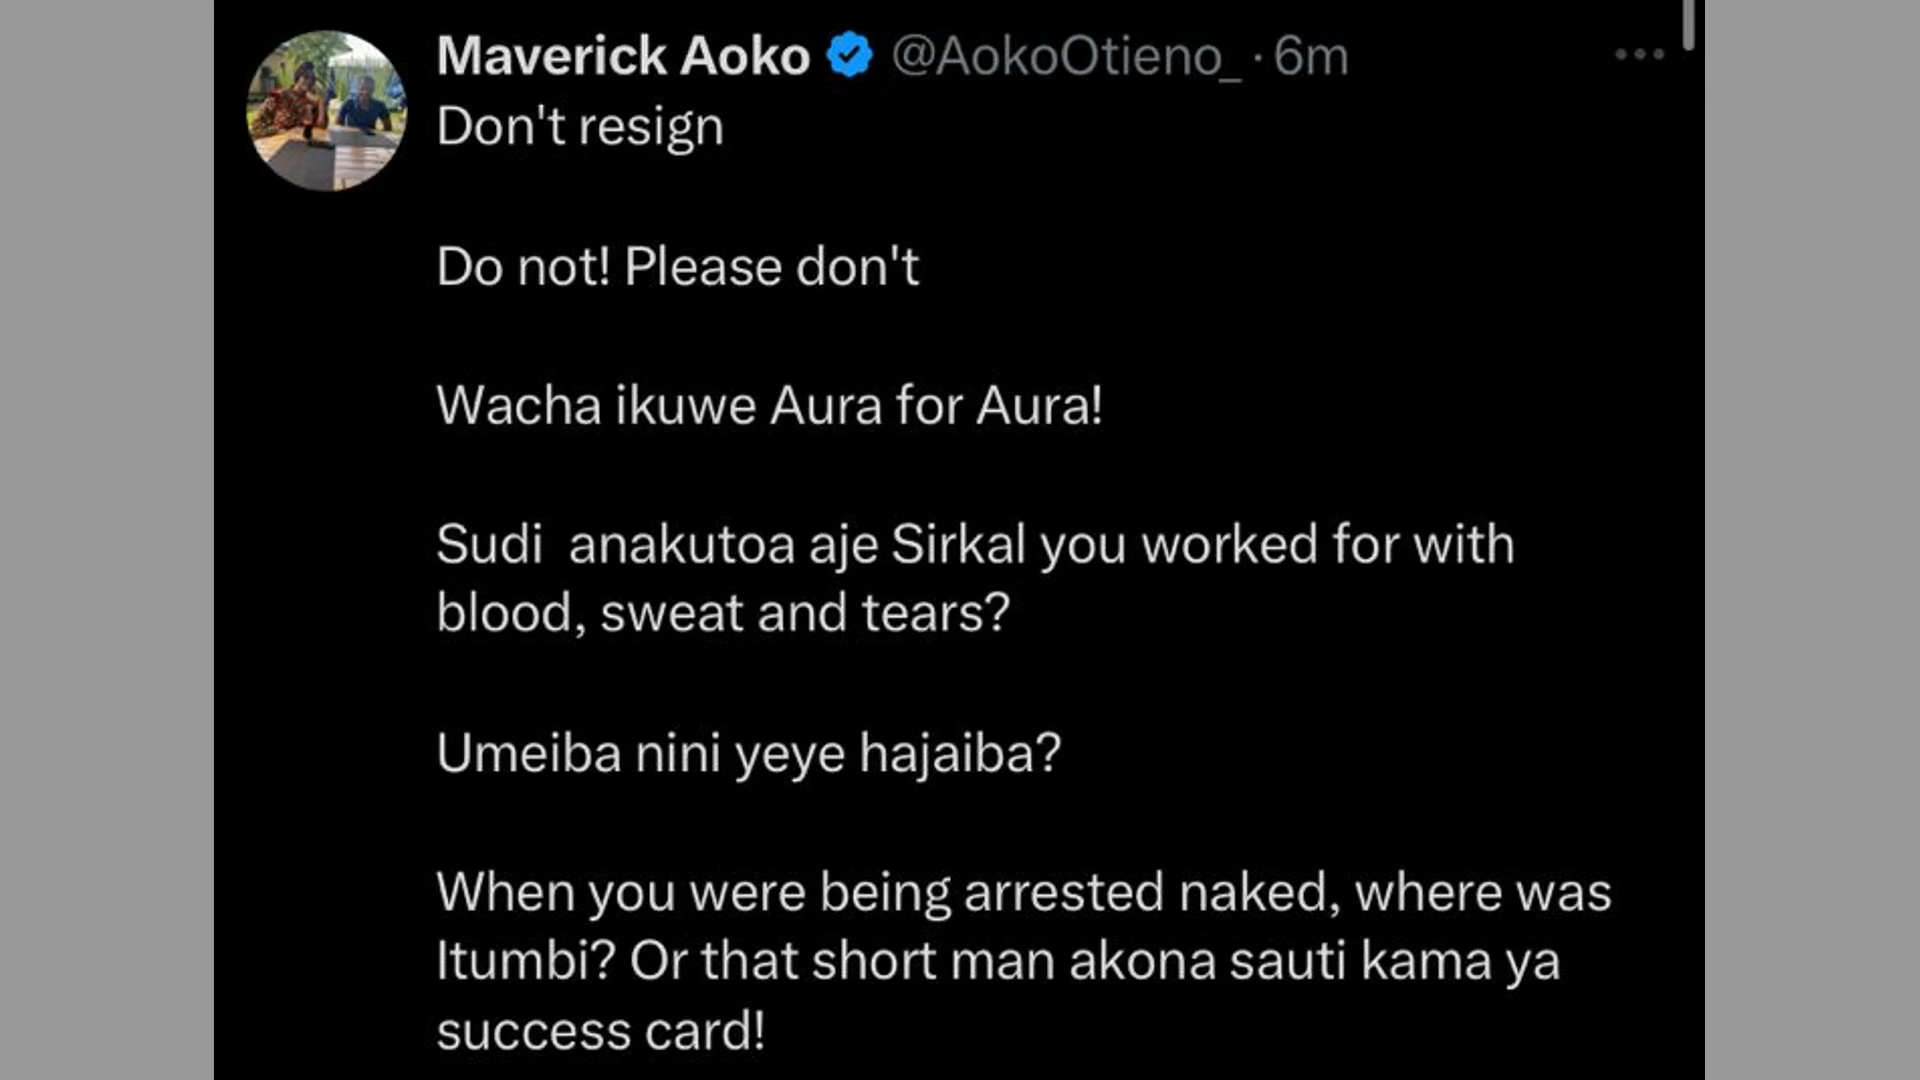 Maverick Aoko @AokoOtieno_ · 6m
Don't resign
Do not! Please don't
Wacha ikuwe Aura for Aura!
Sudi  anakutoa aje Sirkal you worked for with
blood, sweat and tears?
Umeiba nini yeye hajaiba?
When you were being arrested naked, where was
Itumbi? Or that short man akona sauti kama ya
success card!